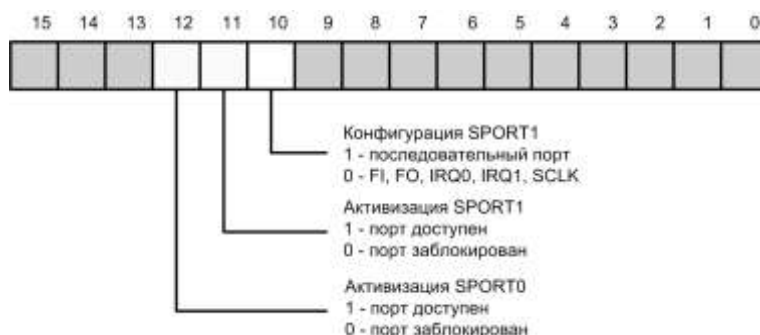 15 14 13 12 11 10 9 8 7 6 5 4 3 2 1 0
Конфигурация SPORT1
1 - последовательный порт
0 - FI, FO, IRQ0, IRQ1, SCLK
Активизация SPORT1
1 - порт доступен
0 - порт заблокирован
Активизация SPORT0
1 - порт доступен
0 - порт заблокирован